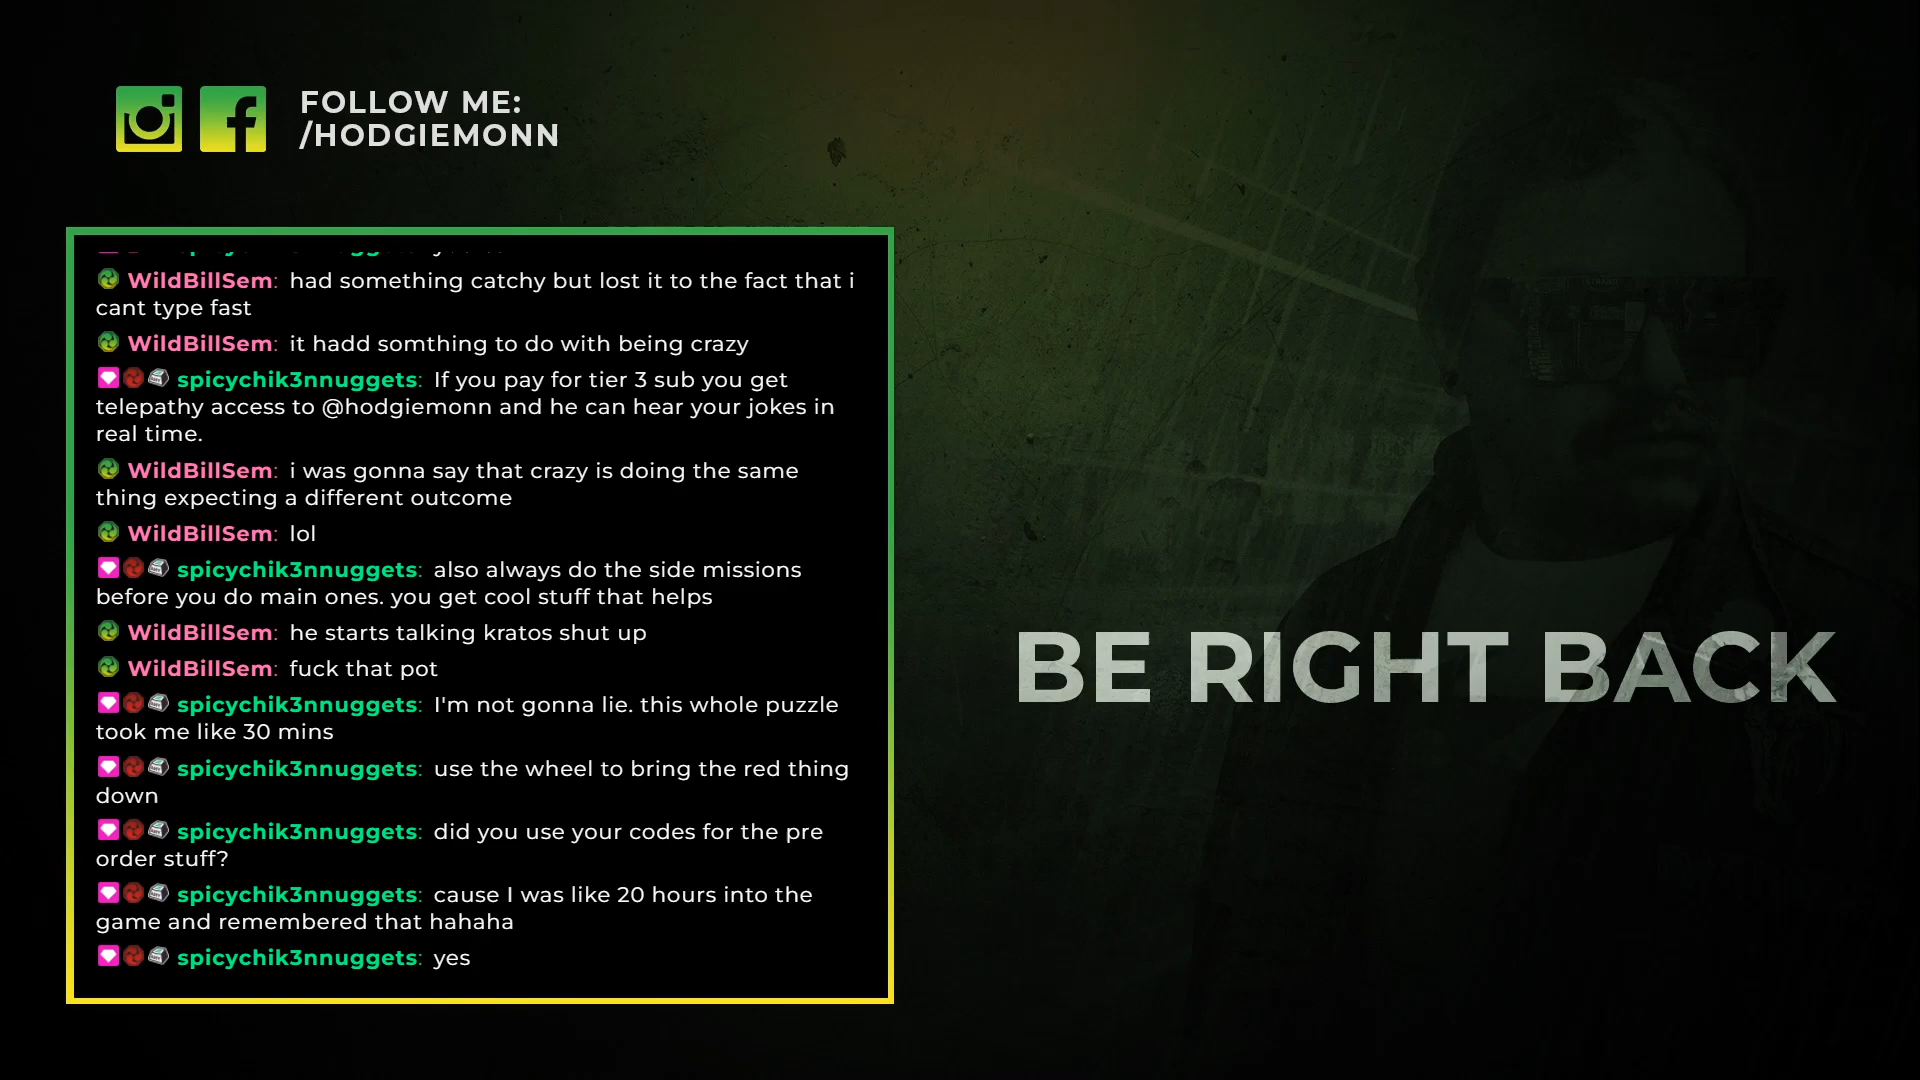 FOLLOW ME:
/HODGIEMONN
WildBillSem: had something catchy but lost it to the fact that i
cant type fast
WildBillSem: it hadd somthing to do with being crazy
spicychik3nnuggets: If you pay for tier 3 sub you get
telepathy access to @hodgiemonn and he can hear your jokes in
real time.
WildBillSem: i was gonna say that crazy is doing the same
thing expecting a different outcome
WildBillSem: lol
spicychik3nnuggets: also always do the side missions
before you do main ones. you get cool stuff that helps
WildBillSem: he starts talking kratos shut up
WildBillSem: fuck that pot
spicychik3nnuggets: I'm not gonna lie. this whole puzzle
took me like 30 mins
spicychik3nnuggets: use the wheel to bring the red thing
down
spicychik3nnuggets: did you use your codes for the pre
order stuff?
spicychik3nnuggets: cause I was like 20 hours into the
game and remembered that hahaha
spicychik3nnuggets: yes
BE RIGHT BACK